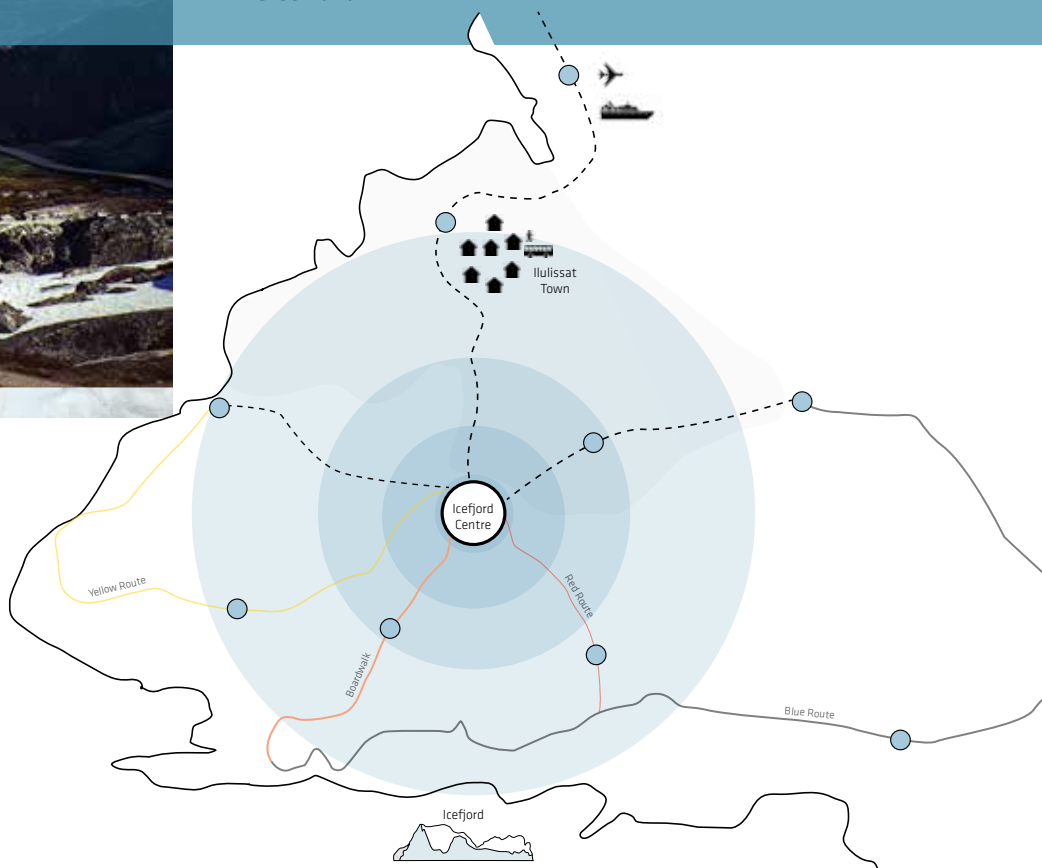 Ilulissat
Town
Icefjord
Centre
Yellow Route
Red Route
Boardwalk
Blue Route
Icefjord